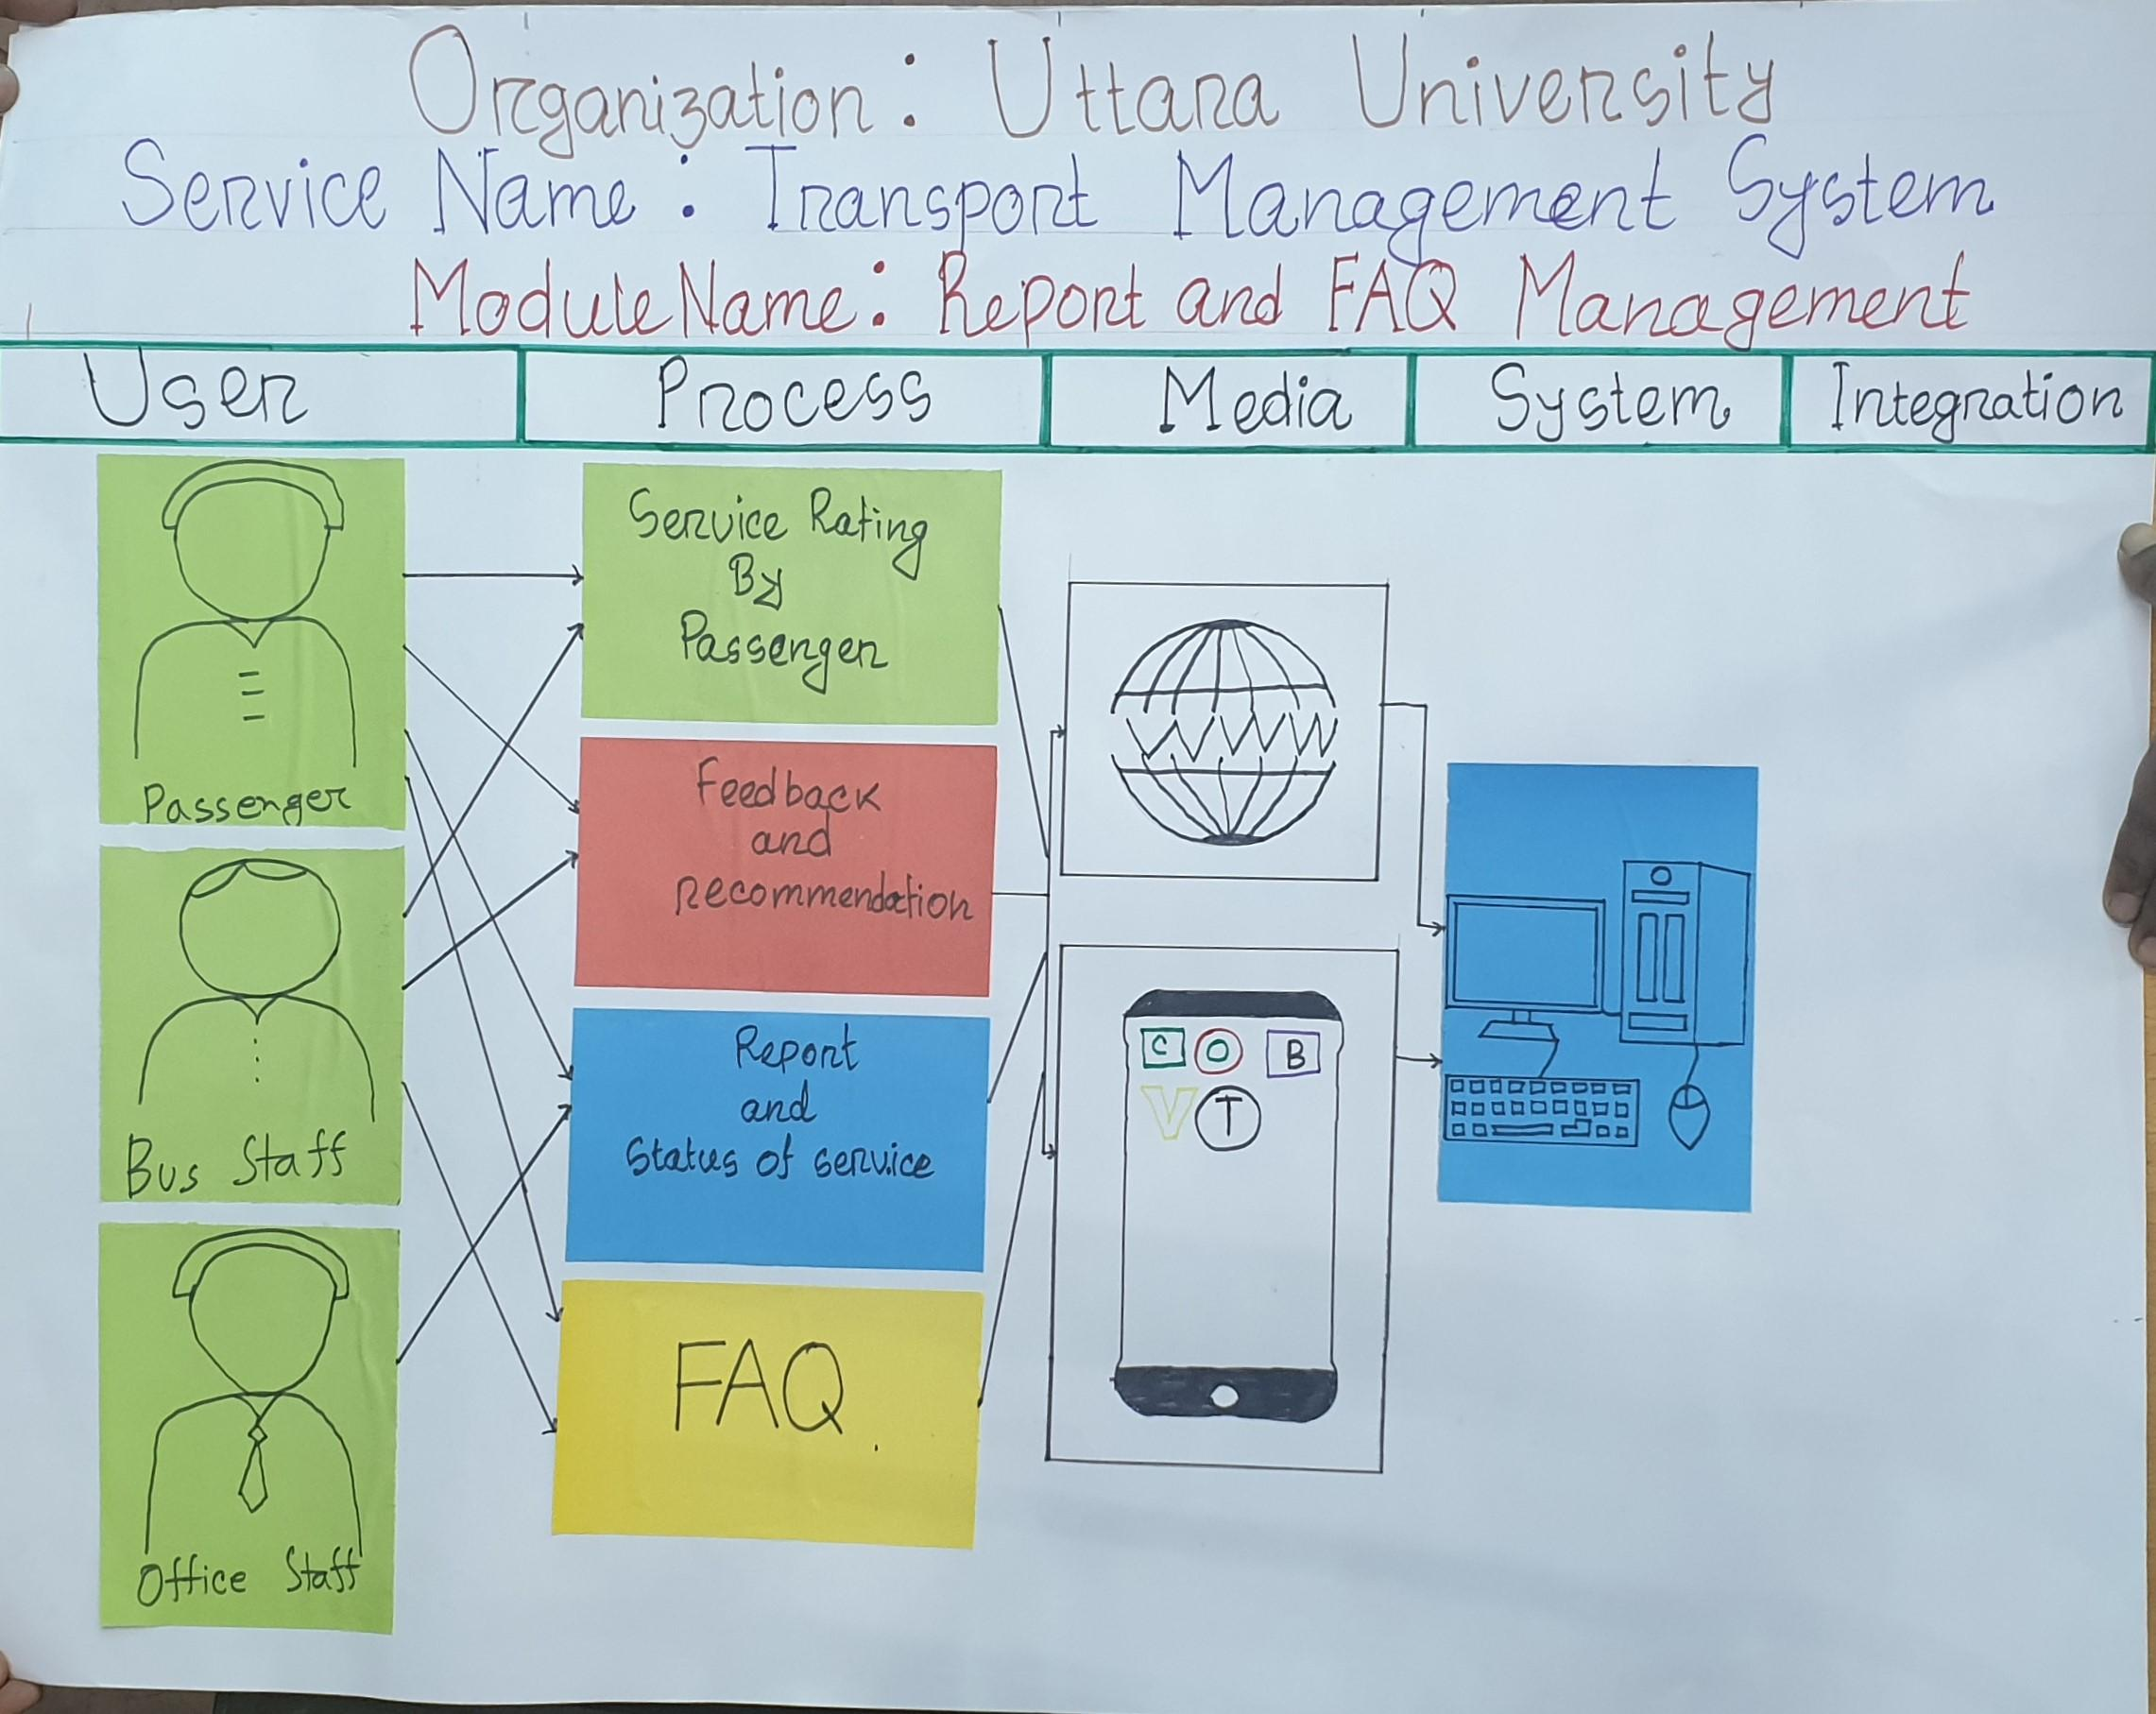 Organization: Uttara University
Service Name: Transport Management System
Module Name: Report and FAQ Management
User
Process
Media
System
Integration
Passenger
Bus Staff
Office Staff
Service Rating
By
Passenger
Feedback
and
recommendation
Report
and
Status of service
FAQ.
WWW
C O B
V T